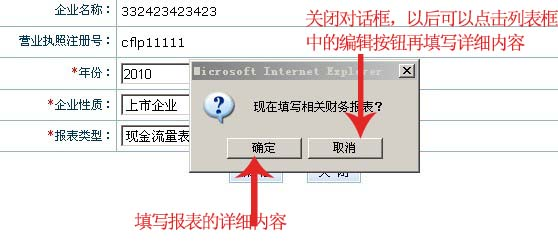 企业名称： 332423423423
关闭对话框，以后可以点击列表框
中的编辑按钮再填写详细内容
营业执照注册号： cflp11111
*年份： 2010
Microsoft Internet Explorer
*企业性质： 上市企业
现在填写相关财务报表？
*报表类型： 现金流量表
确定 取消
关 闭
填写报表的详细内容